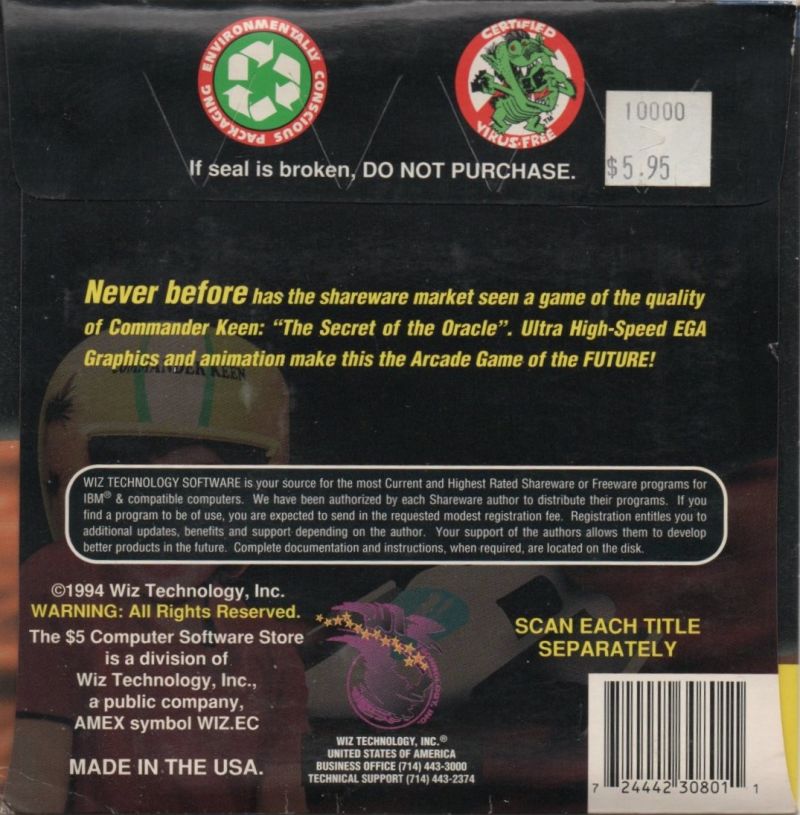 ENVIRONMENTALLY CONSCIOUS PACKAGING
CERTIFIED VIRUS-FREE
TM
10000
$5.95
If seal is broken, DO NOT PURCHASE.
Never before has the shareware market seen a game of the quality
of Commander Keen: “The Secret of the Oracle”. Ultra High-Speed EGA
Graphics and animation make this the Arcade Game of the FUTURE!
COMMANDER KEEN
WIZ TECHNOLOGY SOFTWARE is your source for the most Current and Highest Rated Shareware or Freeware programs for
IBM® & compatible computers. We have been authorized by each Shareware author to distribute their programs. If you
find a program to be of use, you are expected to send in the requested modest registration fee. Registration entitles you to
additional updates, benefits and support depending on the author. Your support of the authors allows them to develop
better products in the future. Complete documentation and instructions, when required, are located on the disk.
©1994 Wiz Technology, Inc.
WARNING: All Rights Reserved.
The $5 Computer Software Store
is a division of
Wiz Technology, Inc.,
a public company,
AMEX symbol WIZ.EC
MADE IN THE USA.
WIZ TECHNOLOGY, INC.®
UNITED STATES OF AMERICA
BUSINESS OFFICE (714) 443-3000
TECHNICAL SUPPORT (714) 443-2374
SCAN EACH TITLE
SEPARATELY
7 24442 30801 1